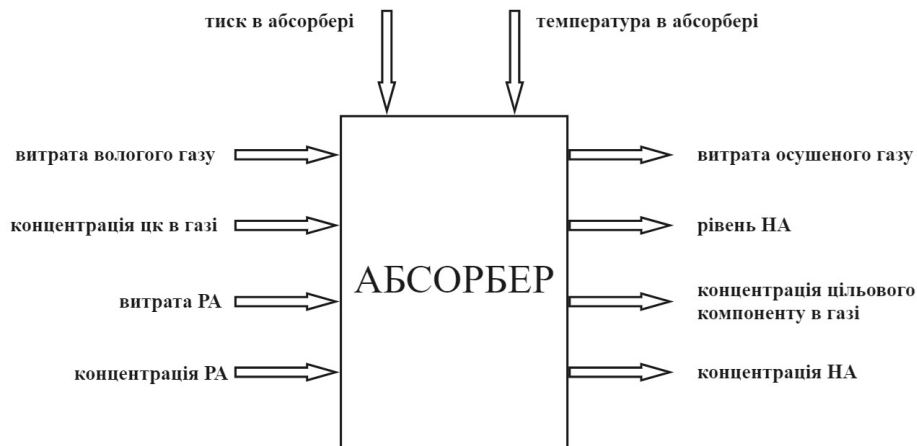 тиск в абсорбері
температура в абсорбері
витрата вологого газу
витрата осушеного газу
концентрація цк в газі
рівень НА
АБСОРБЕР
витрата РА
концентрація цільового
компоненту в газі
концентрація РА
концентрація НА